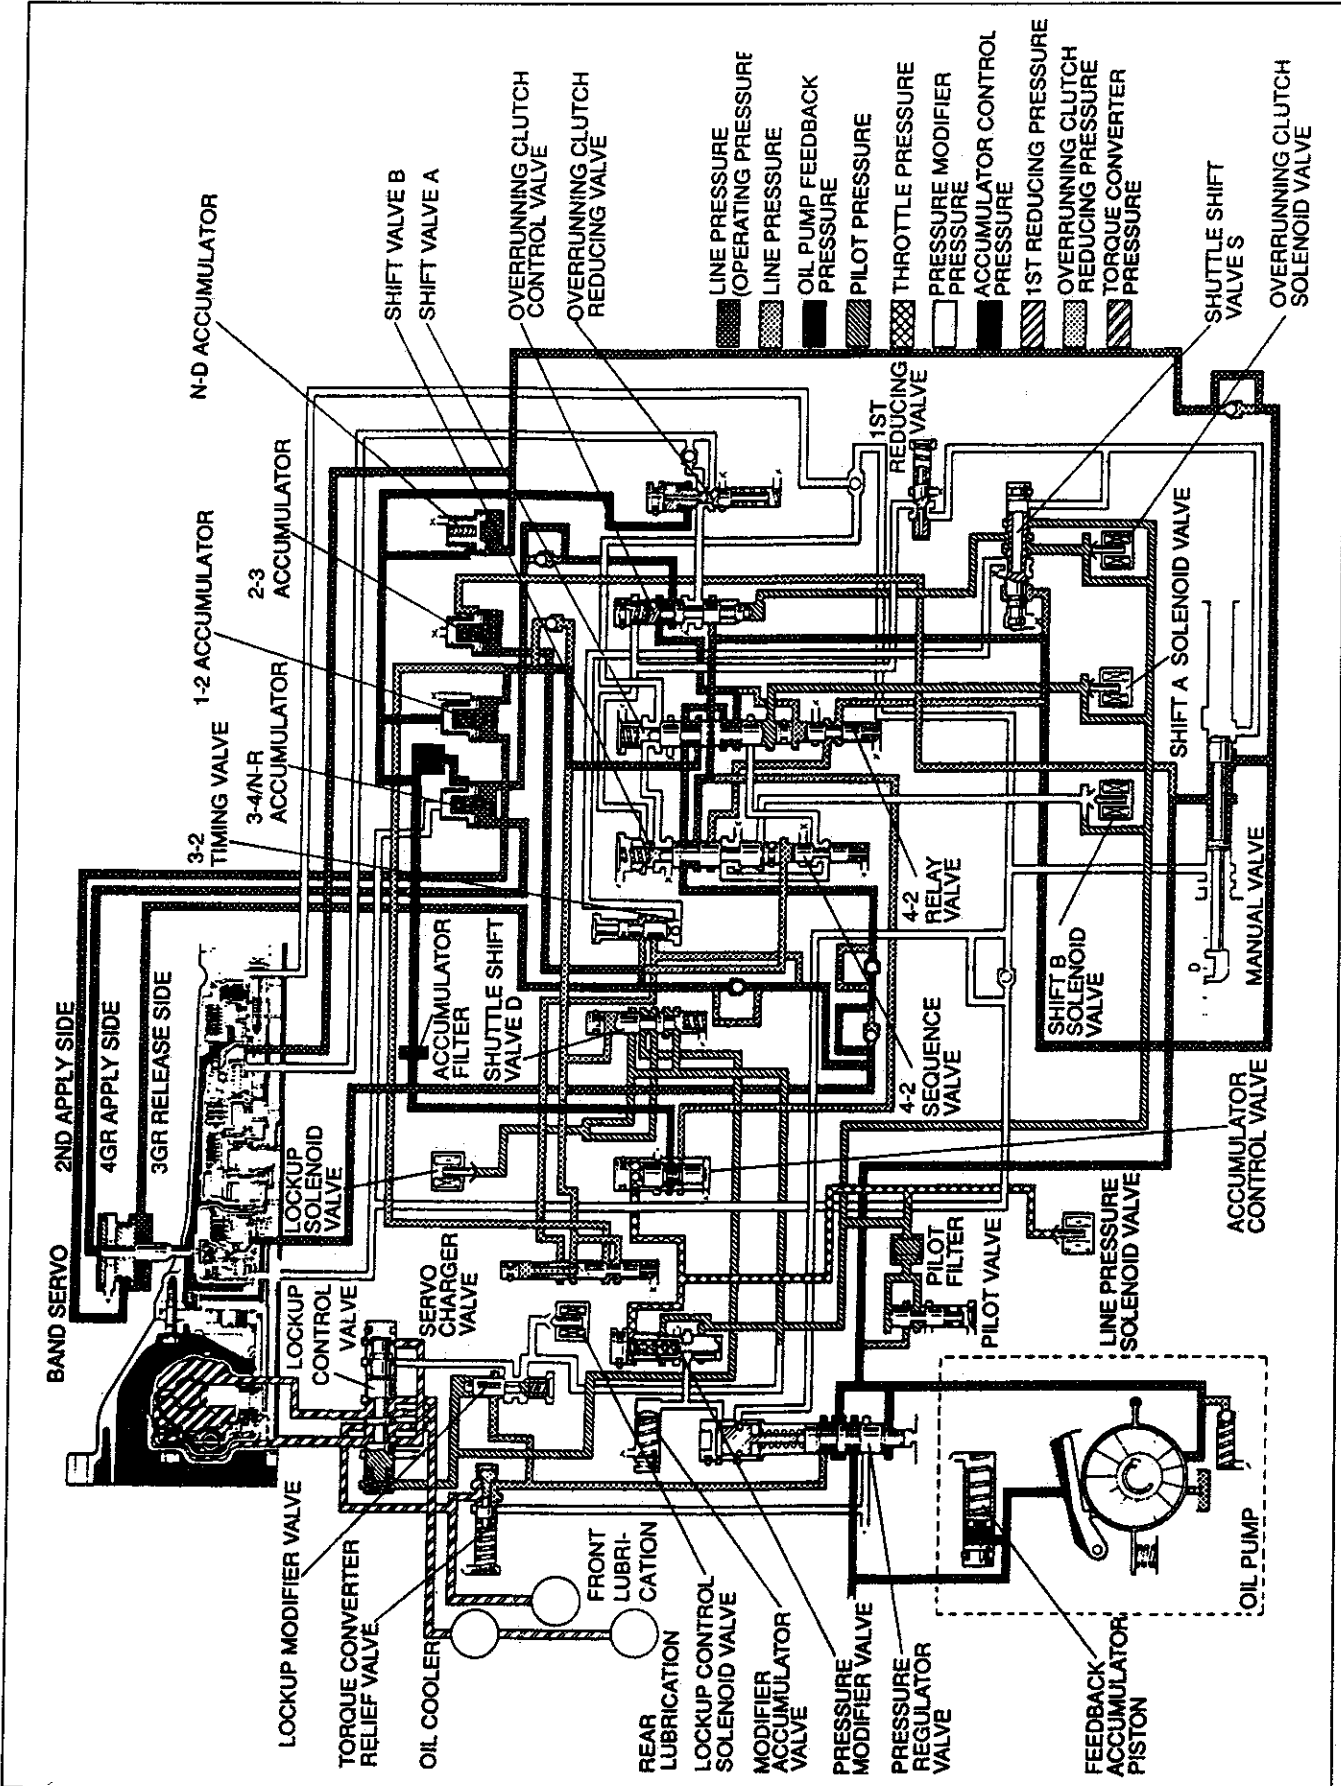 BAND SERVO
2ND APPLY SIDE
4GR APPLY SIDE
3GR RELEASE SIDE
3-2
TIMING VALVE
3-4/N-R
ACCUMULATOR
1-2 ACCUMULATOR
2-3
ACCUMULATOR
N-D ACCUMULATOR
SHIFT VALVE B
SHIFT VALVE A
OVERRUNNING CLUTCH
CONTROL VALVE
OVERRUNNING CLUTCH
REDUCING VALVE
LINE PRESSURE
(OPERATING PRESSURE
LINE PRESSURE
OIL PUMP FEEDBACK
PRESSURE
PILOT PRESSURE
THROTTLE PRESSURE
PRESSURE MODIFIER
PRESSURE
ACCUMULATOR CONTROL
PRESSURE
1ST REDUCING PRESSURE
OVERRUNNING CLUTCH
REDUCING PRESSURE
TORQUE CONVERTER
PRESSURE
1ST
REDUCING
VALVE
SHUTTLE SHIFT
VALVE S
OVERRUNNING CLUTCH
SOLENOID VALVE
SHIFT A SOLENOID VALVE
4-2
RELAY
VALVE
SHIFT B
SOLENOID
VALVE
MANUAL VALVE
D
ACCUMULATOR
FILTER
SHUTTLE SHIFT
VALVE D
4-2
SEQUENCE
VALVE
ACCUMULATOR
CONTROL VALVE
LOCKUP
SOLENOID
VALVE
LOCKUP
CONTROL
VALVE
SERVO
CHARGER
VALVE
PILOT
FILTER
PILOT VALVE
LINE PRESSURE
SOLENOID VALVE
LOCKUP MODIFIER VALVE
TORQUE CONVERTER
RELIEF VALVE
OIL COOLER
FRONT
LUBRI-
CATION
REAR
LUBRICATION
LOCKUP CONTROL
SOLENOID VALVE
MODIFIER
ACCUMULATOR
VALVE
PRESSURE
MODIFIER VALVE
PRESSURE
REGULATOR
VALVE
FEEDBACK
ACCUMULATOR
PISTON
OIL PUMP